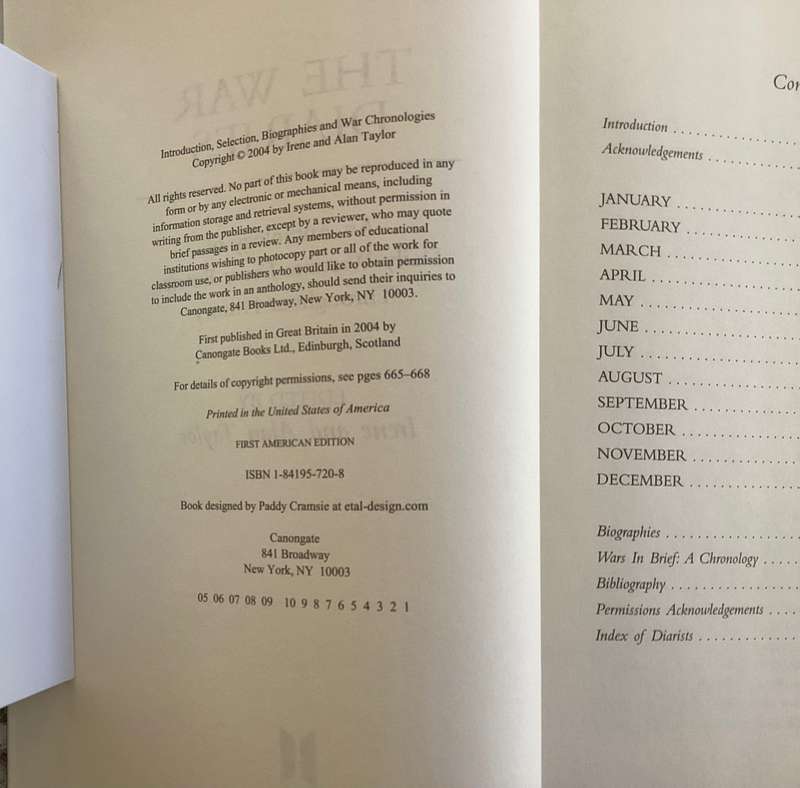 Introduction, Selection, Biographies and War Chronologies
Copyright © 2004 by Irene and Alan Taylor
All rights reserved. No part of this book may be reproduced in any
form or by any electronic or mechanical means, including
information storage and retrieval systems, without permission in
writing from the publisher, except by a reviewer, who may quote
brief passages in a review. Any members of educational
institutions wishing to photocopy part or all of the work for
classroom use, or publishers who would like to obtain permission
to include the work in an anthology, should send their inquiries to
Canongate, 841 Broadway, New York, NY 10003.
First published in Great Britain in 2004 by
Canongate Books Ltd., Edinburgh, Scotland
For details of copyright permissions, see pges 665–668
Printed in the United States of America
FIRST AMERICAN EDITION
ISBN 1-84195-720-8
Book designed by Paddy Cramsie at etal-design.com
Canongate
841 Broadway
New York, NY 10003
05 06 07 08 09 10 9 8 7 6 5 4 3 2 1
Introduction
Acknowledgements
JANUARY
FEBRUARY
MARCH
APRIL
MAY
JUNE
JULY
AUGUST
SEPTEMBER
OCTOBER
NOVEMBER
DECEMBER
Biographies
Wars In Brief: A Chronology
Bibliography
Permissions Acknowledgements
Index of Diarists